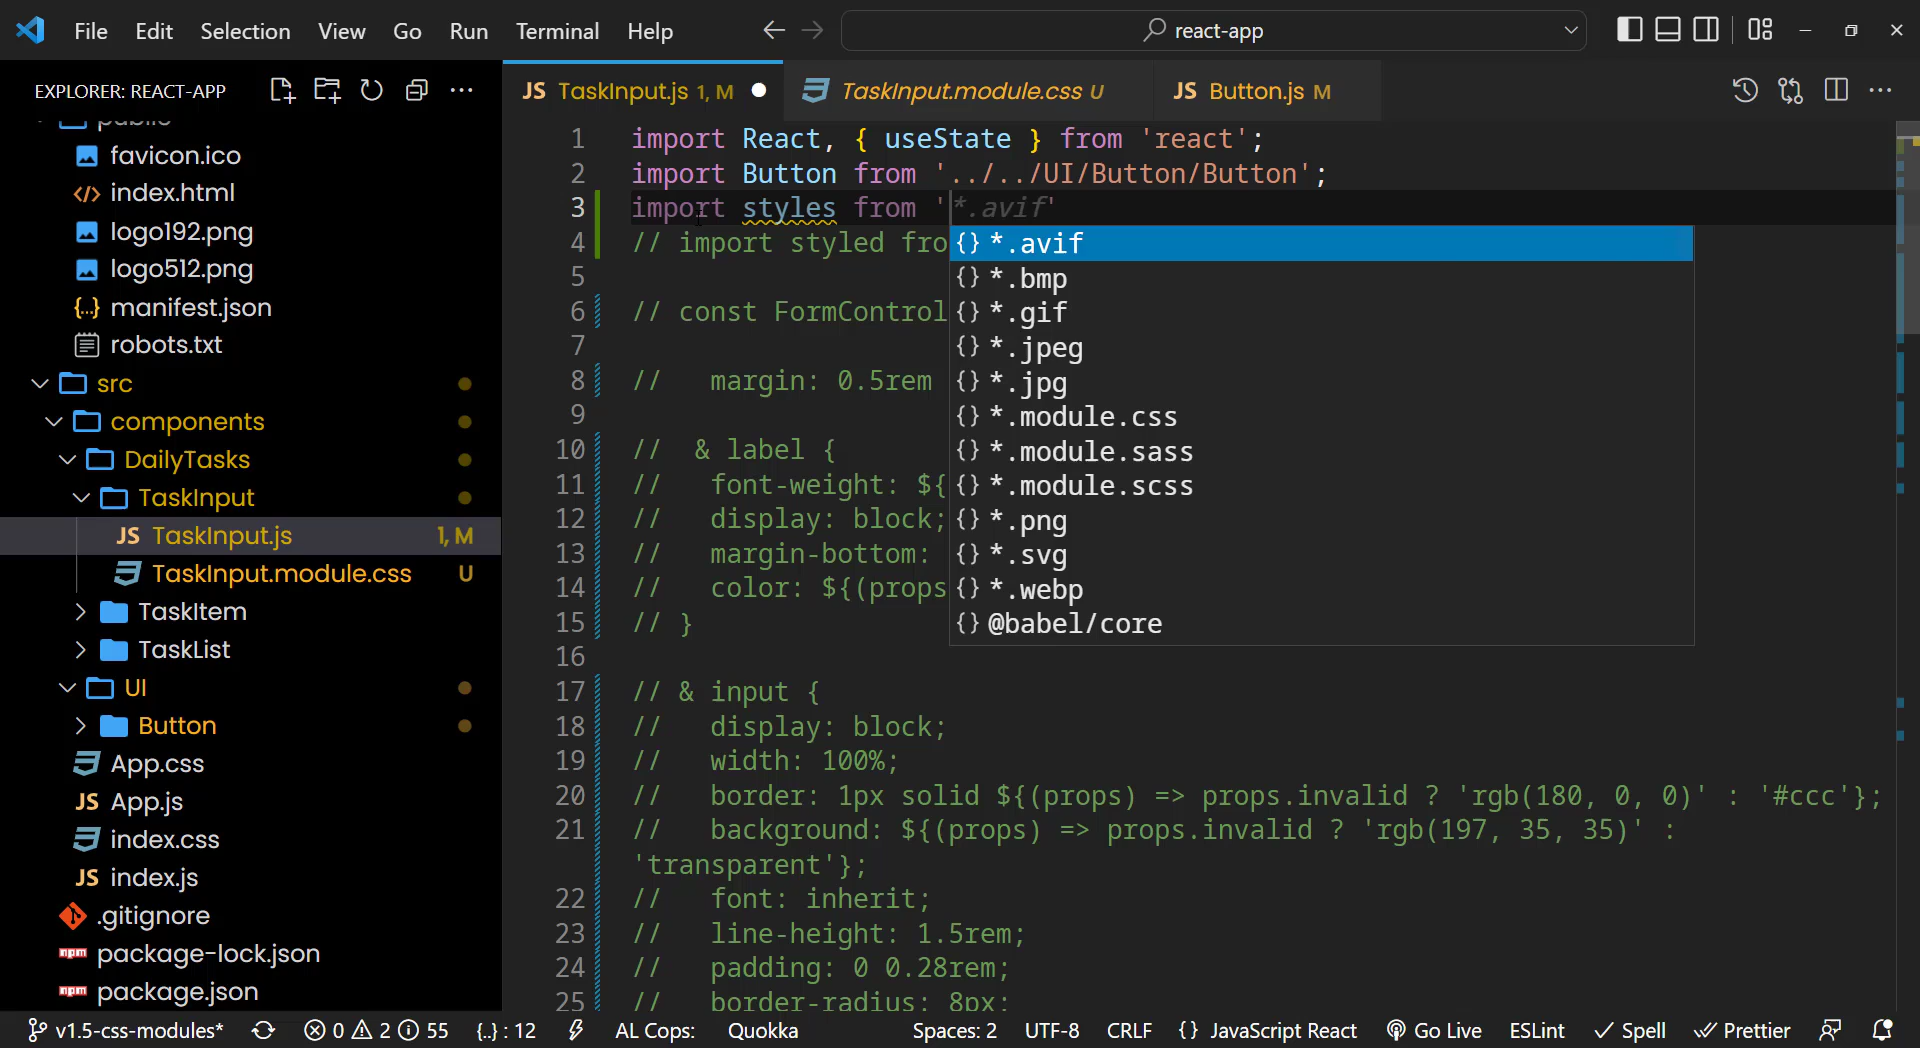 File Edit Selection View Go Run Terminal Help
react-app
EXPLORER: REACT-APP
public
favicon.ico
index.html
logo192.png
logo512.png
manifest.json
robots.txt
src
components
DailyTasks
TaskInput
TaskInput.js 1, M
TaskInput.module.css U
TaskItem
TaskList
UI
Button
App.css
App.js
index.css
index.js
.gitignore
package-lock.json
package.json
TaskInput.js 1, M
TaskInput.module.css U
Button.js M
1 import React, { useState } from 'react';
2 import Button from '../../UI/Button/Button';
3 import styles from '*.avif'
4 // import styled fro
5
6 // const FormControl
7
8 // margin: 0.5rem
9
10 // & label {
11 // font-weight: ${
12 // display: block;
13 // margin-bottom:
14 // color: ${(props
15 // }
16
17 // & input {
18 // display: block;
19 // width: 100%;
20 // border: 1px solid ${(props) => props.invalid ? 'rgb(180, 0, 0)' : '#ccc'};
21 // background: ${(props) => props.invalid ? 'rgb(197, 35, 35)' :
'transparent'};
22 // font: inherit;
23 // line-height: 1.5rem;
24 // padding: 0 0.28rem;
25 // border-radius: 8px;
{} *.avif
{} *.bmp
{} *.gif
{} *.jpeg
{} *.jpg
{} *.module.css
{} *.module.sass
{} *.module.scss
{} *.png
{} *.svg
{} *.webp
{} @babel/core
v1.5-css-modules* 0 2 55 {..} : 12 AL Cops: Quokka Spaces: 2 UTF-8 CRLF {} JavaScript React Go Live ESLint Spell Prettier